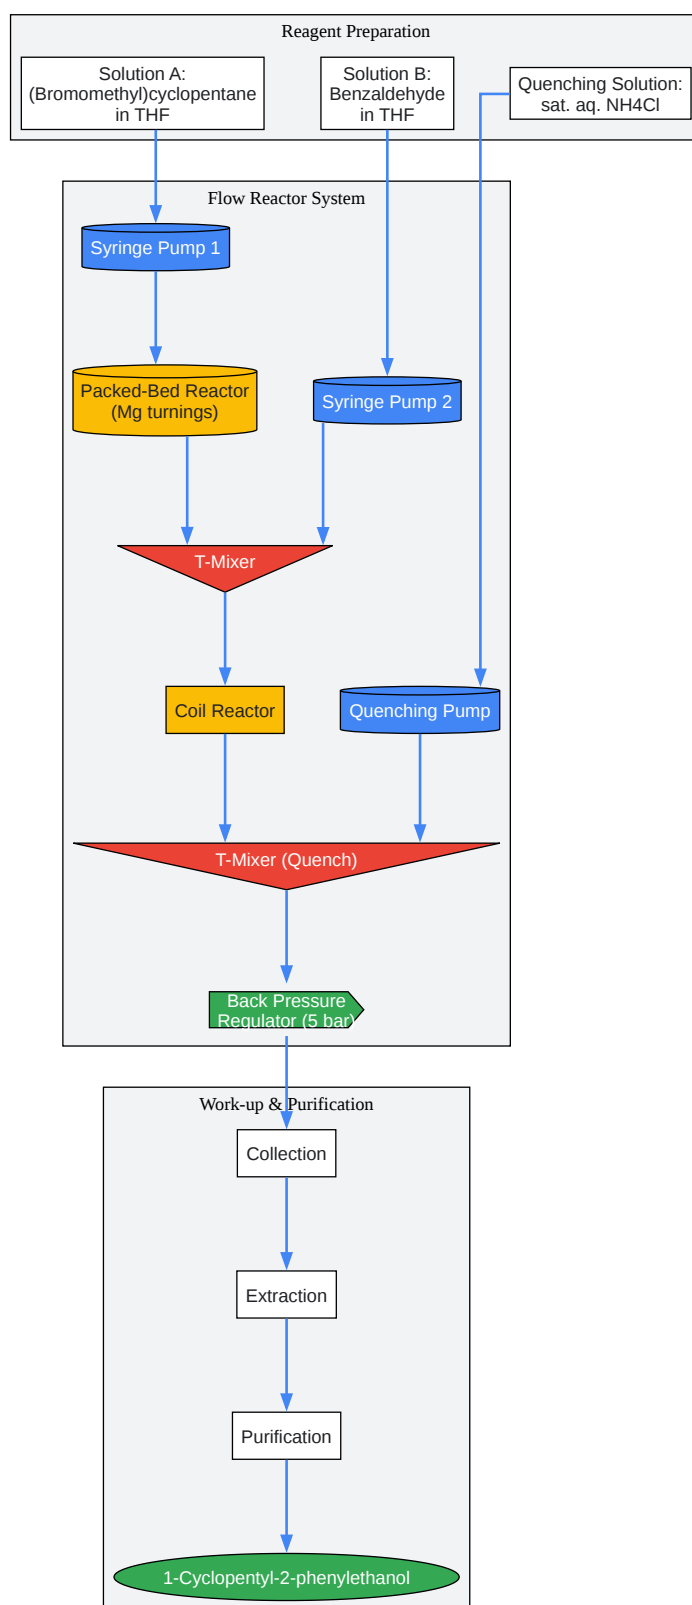 Reagent Preparation
Solution A:
(Bromomethyl)cyclopentane
in THF
Solution B:
Benzaldehyde
in THF
Quenching Solution:
sat. aq. NH4Cl
Flow Reactor System
Syringe Pump 1
Packed-Bed Reactor
(Mg turnings)
Syringe Pump 2
T-Mixer
Coil Reactor
Quenching Pump
T-Mixer (Quench)
Back Pressure
Regulator (5 bar)
Work-up & Purification
Collection
Extraction
Purification
1-Cyclopentyl-2-phenylethanol